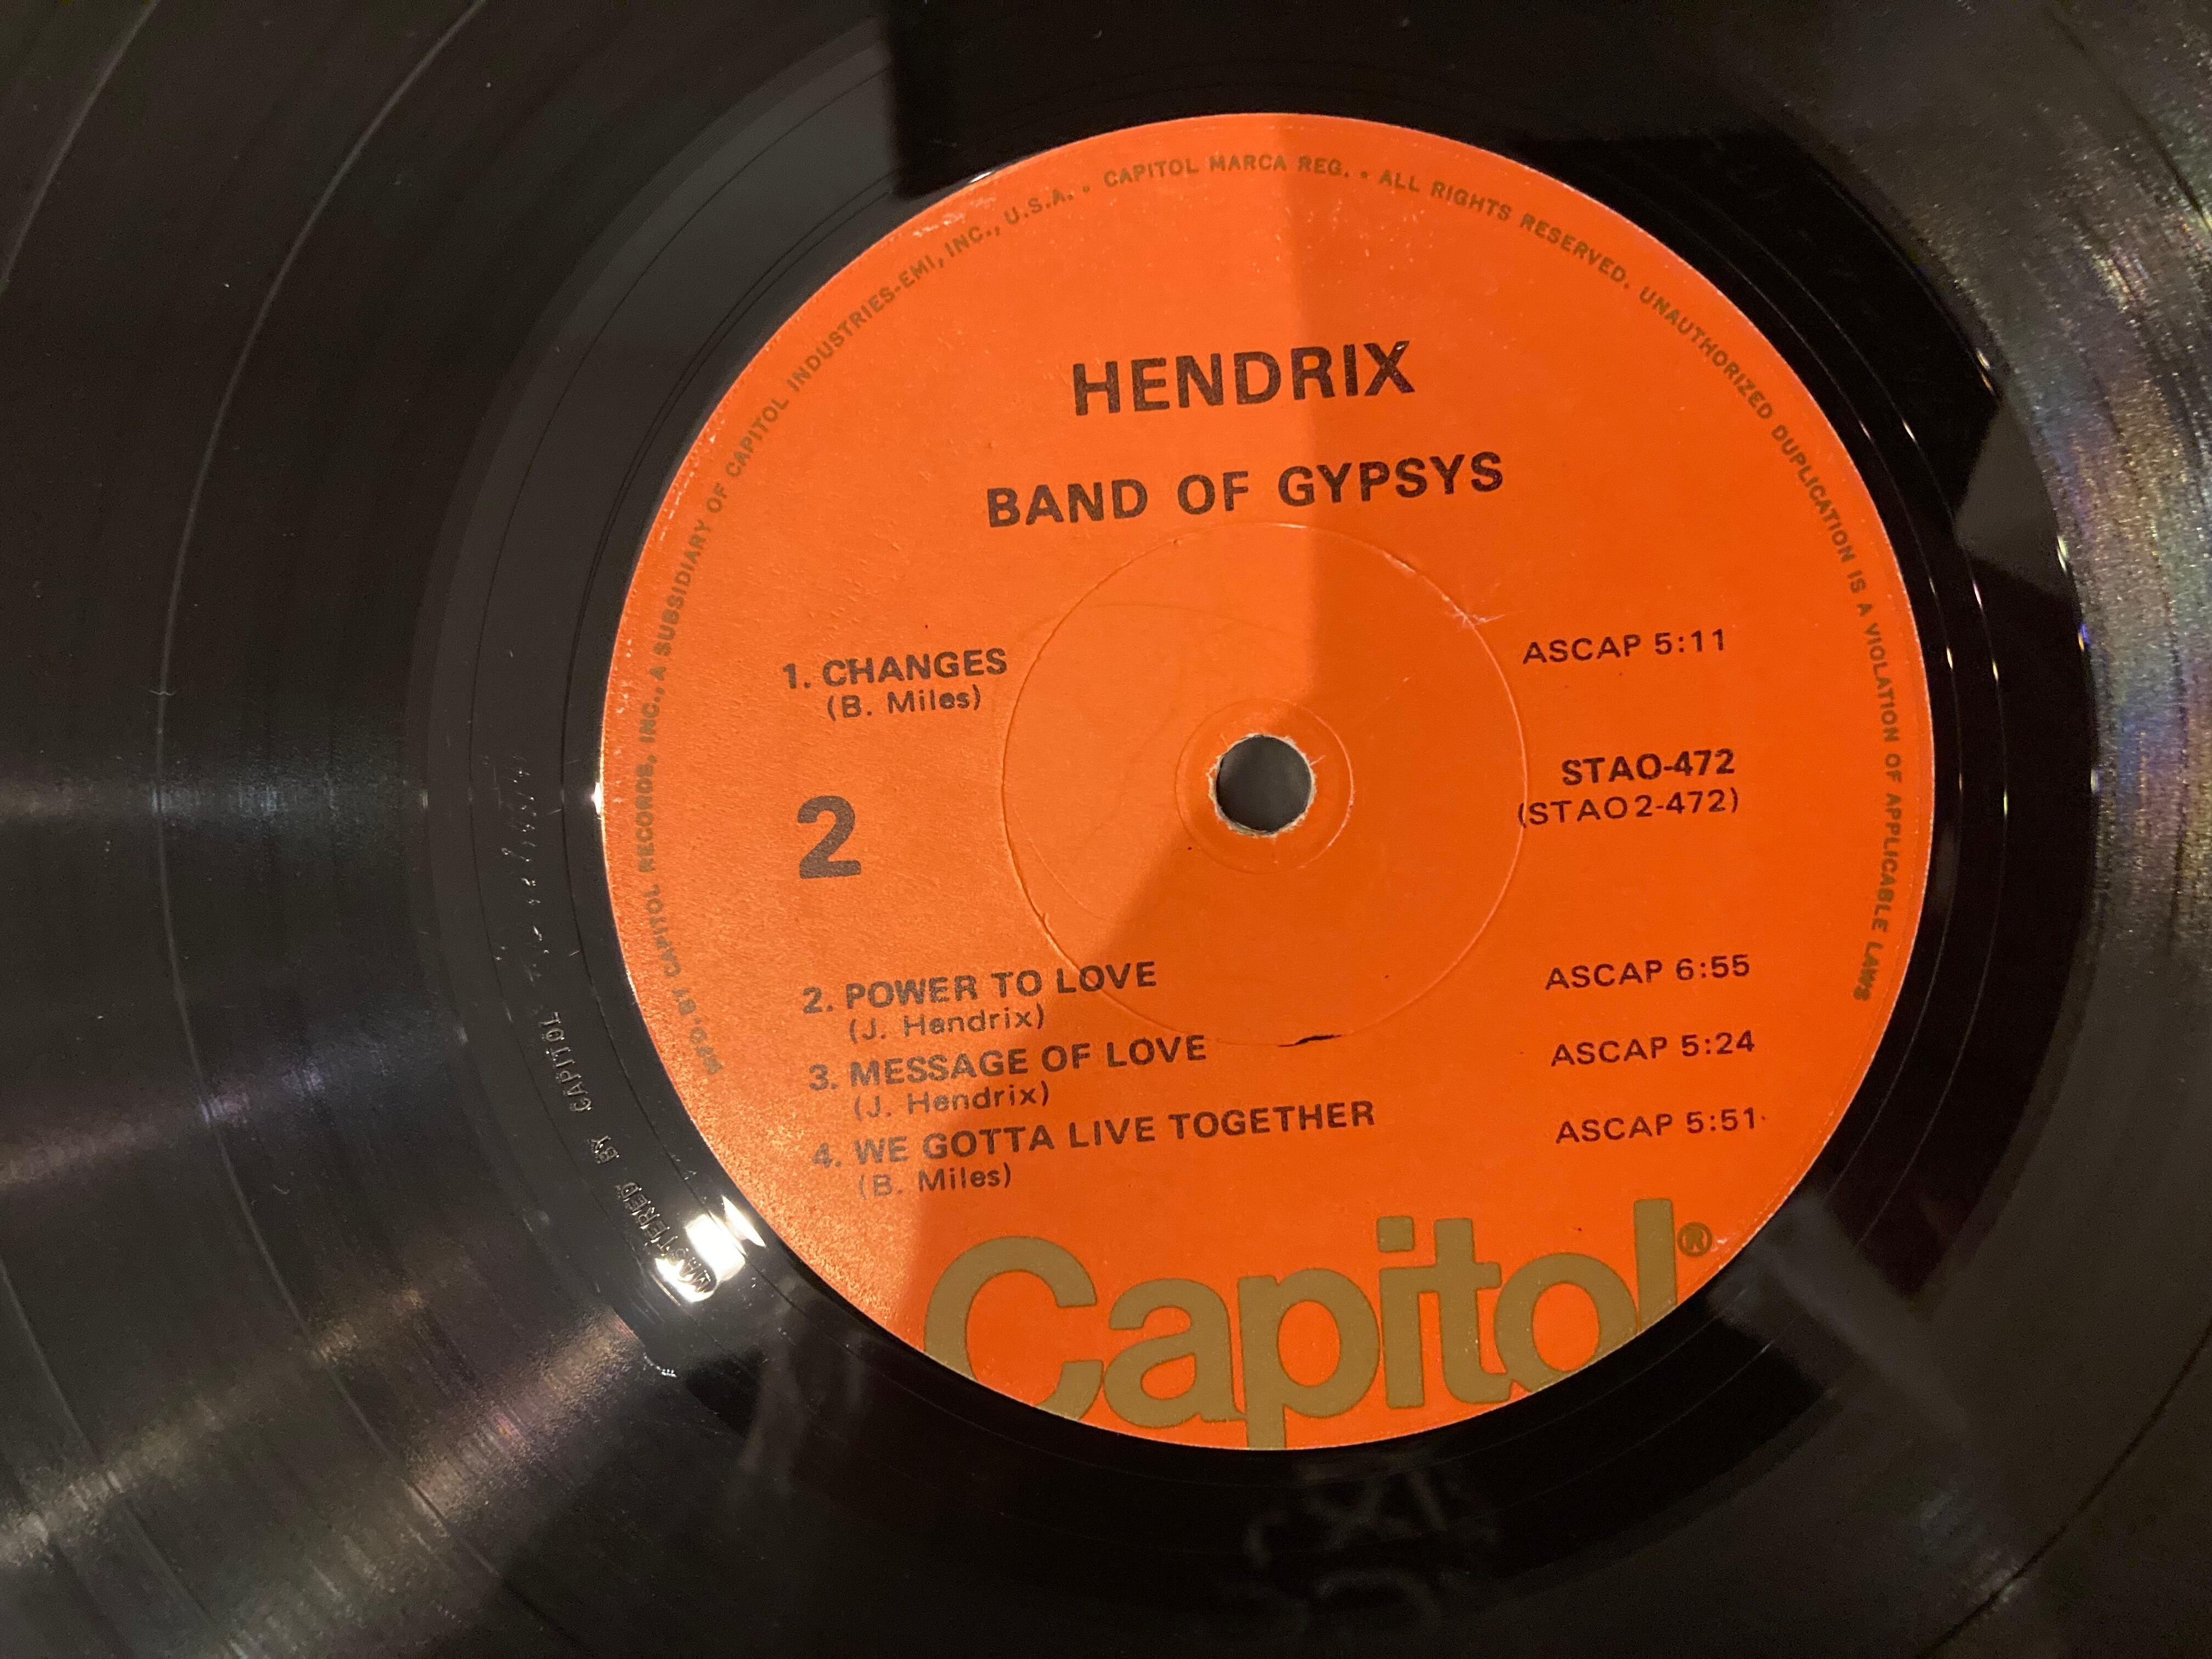 MFD. BY CAPITOL RECORDS, INC., A SUBSIDIARY OF CAPITOL INDUSTRIES-EMI, INC., U.S.A. • CAPITOL MARCA REG. • ALL RIGHTS RESERVED. UNAUTHORIZED DUPLICATION IS A VIOLATION OF APPLICABLE LAWS
HENDRIX
BAND OF GYPSYS
1. CHANGES ASCAP 5:11
(B. Miles)
STAO-472
(STAO2-472)
2
2. POWER TO LOVE ASCAP 6:55
(J. Hendrix)
3. MESSAGE OF LOVE ASCAP 5:24
(J. Hendrix)
4. WE GOTTA LIVE TOGETHER ASCAP 5:51
(B. Miles)
Capitol®
MASTERED BY CAPITOL